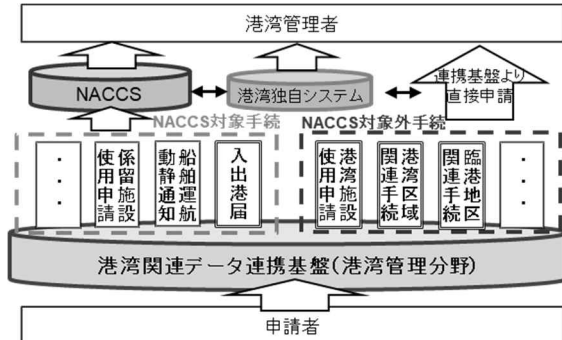 港湾管理者
NACCS
港湾独自システム
連携基盤より
直接申請
NACCS対象手続
NACCS対象外手続
・・・
係留施設
使用申請
船舶運航
動静通知
入出港届
港湾施設
使用申請
港湾区域
関連手続
臨港地区
関連手続
・・・
港湾関連データ連携基盤(港湾管理分野)
申請者